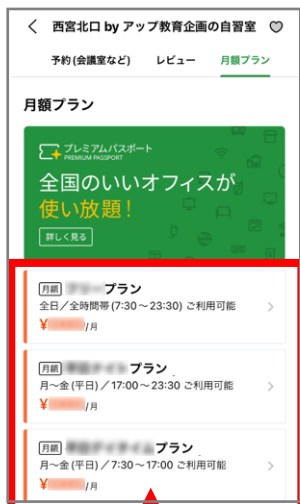 西宮北口 by アップ教育企画の自習室
予約(会議室など) レビュー 月額プラン
月額プラン
プレミアムパスポート
PREMIUM PASSPORT
全国のいいオフィスが
使い放題！
詳しく見る
月額 プラン
全日／全時間帯(7:30～23:30) ご利用可能
¥ /月
月額 プラン
月～金(平日)／17:00～23:30 ご利用可能
¥ /月
月額 プラン
月～金(平日)／7:30～17:00 ご利用可能
¥ /月